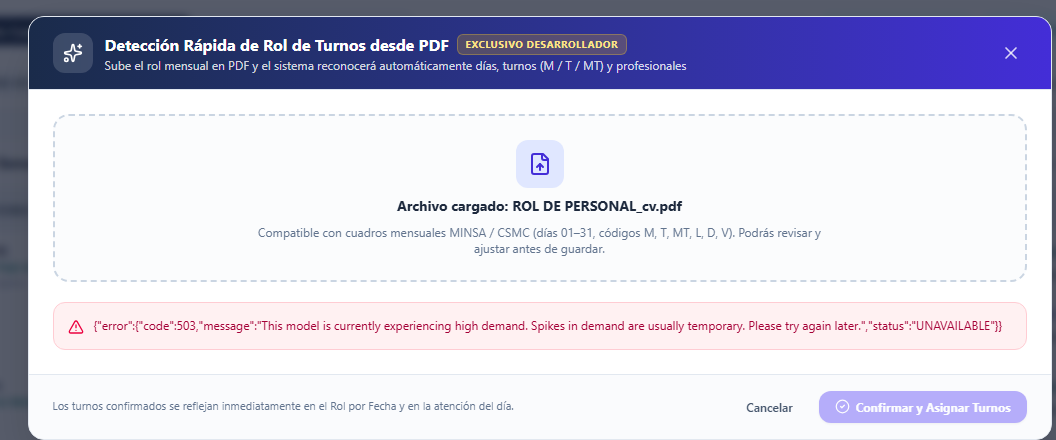 Detección Rápida de Rol de Turnos desde PDF EXCLUSIVO DESARROLLADOR
Sube el rol mensual en PDF y el sistema reconocerá automáticamente días, turnos (M / T / MT) y profesionales
Archivo cargado: ROL DE PERSONAL_cv.pdf
Compatible con cuadros mensuales MINSA / CSMC (días 01–31, códigos M, T, MT, L, D, V). Podrás revisar y
ajustar antes de guardar.
{"error":{"code":503,"message":"This model is currently experiencing high demand. Spikes in demand are usually temporary. Please try again later.","status":"UNAVAILABLE"}}
Los turnos confirmados se reflejan inmediatamente en el Rol por Fecha y en la atención del día.
Cancelar
Confirmar y Asignar Turnos